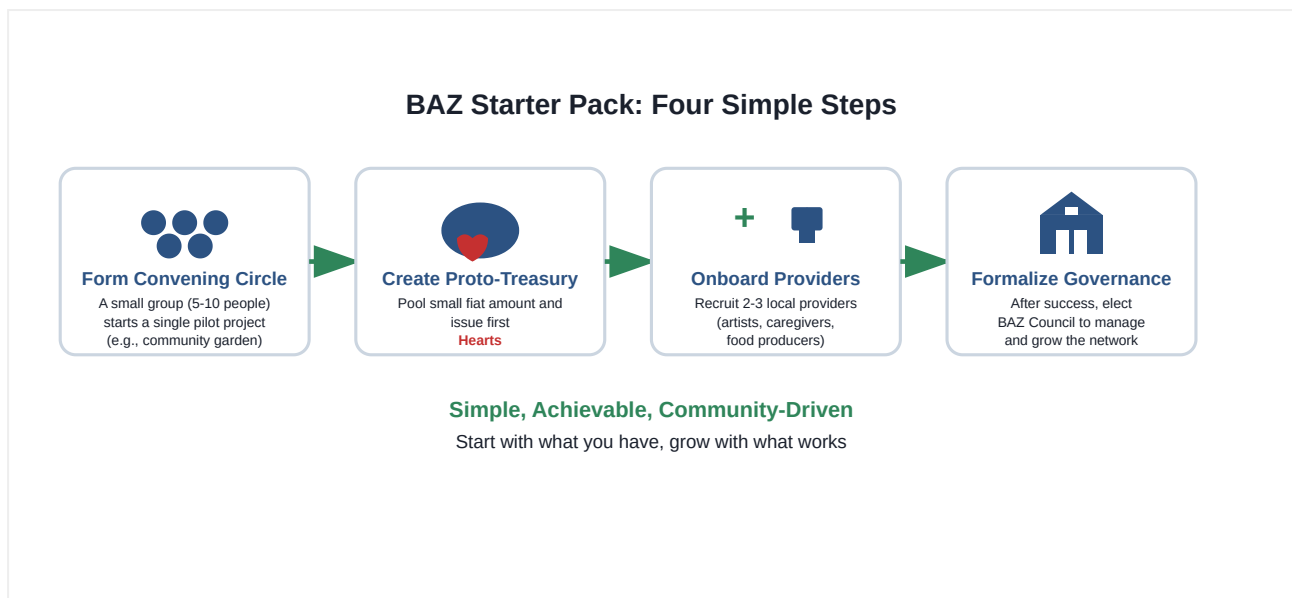 BAZ Starter Pack: Four Simple Steps
+
Form Convening Circle
A small group (5-10 people)
starts a single pilot project
(e.g., community garden)
Create Proto-Treasury
Pool small fiat amount and
issue first
Hearts
Onboard Providers
Recruit 2-3 local providers
(artists, caregivers,
food producers)
Formalize Governance
After success, elect
BAZ Council to manage
and grow the network
Simple, Achievable, Community-Driven
Start with what you have, grow with what works